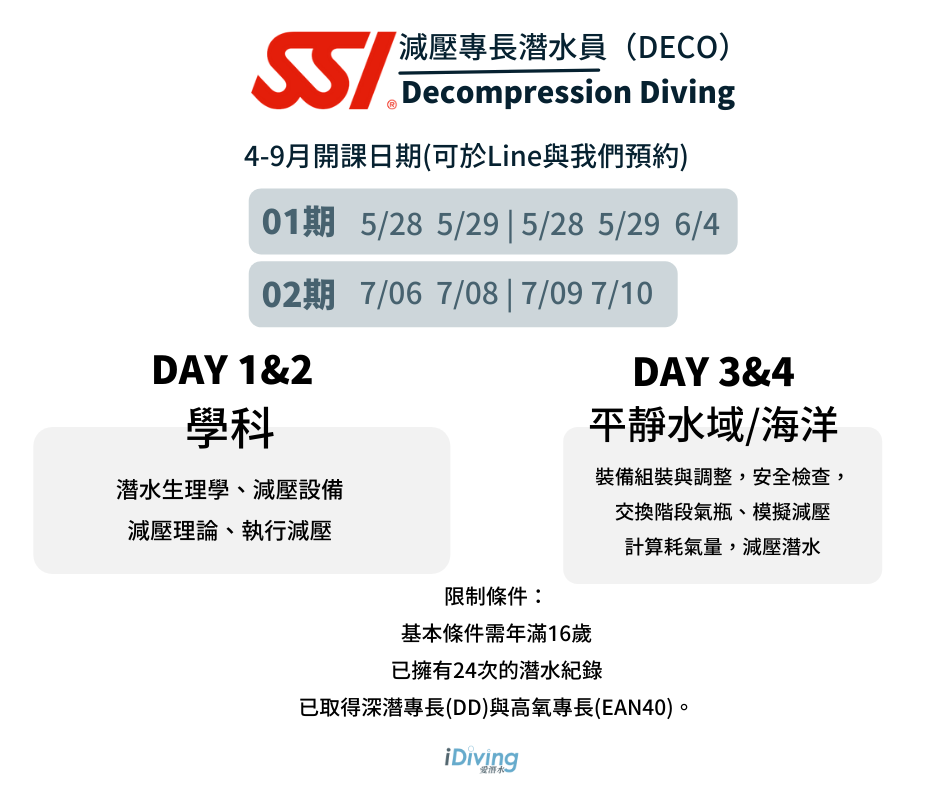 SSI® 減壓專長潛水員（DECO）
Decompression Diving
4-9月開課日期(可於Line與我們預約)
01期 5/28 5/29 | 5/28 5/29 6/4
02期 7/06 7/08 | 7/09 7/10
DAY 1&2
學科
潛水生理學、減壓設備
減壓理論、執行減壓
DAY 3&4
平靜水域/海洋
裝備組裝與調整，安全檢查，
交換階段氣瓶、模擬減壓
計算耗氣量，減壓潛水
限制條件：
基本條件需年滿16歲
已擁有24次的潛水紀錄
已取得深潛專長(DD)與高氧專長(EAN40)。
iDiving
愛潛水